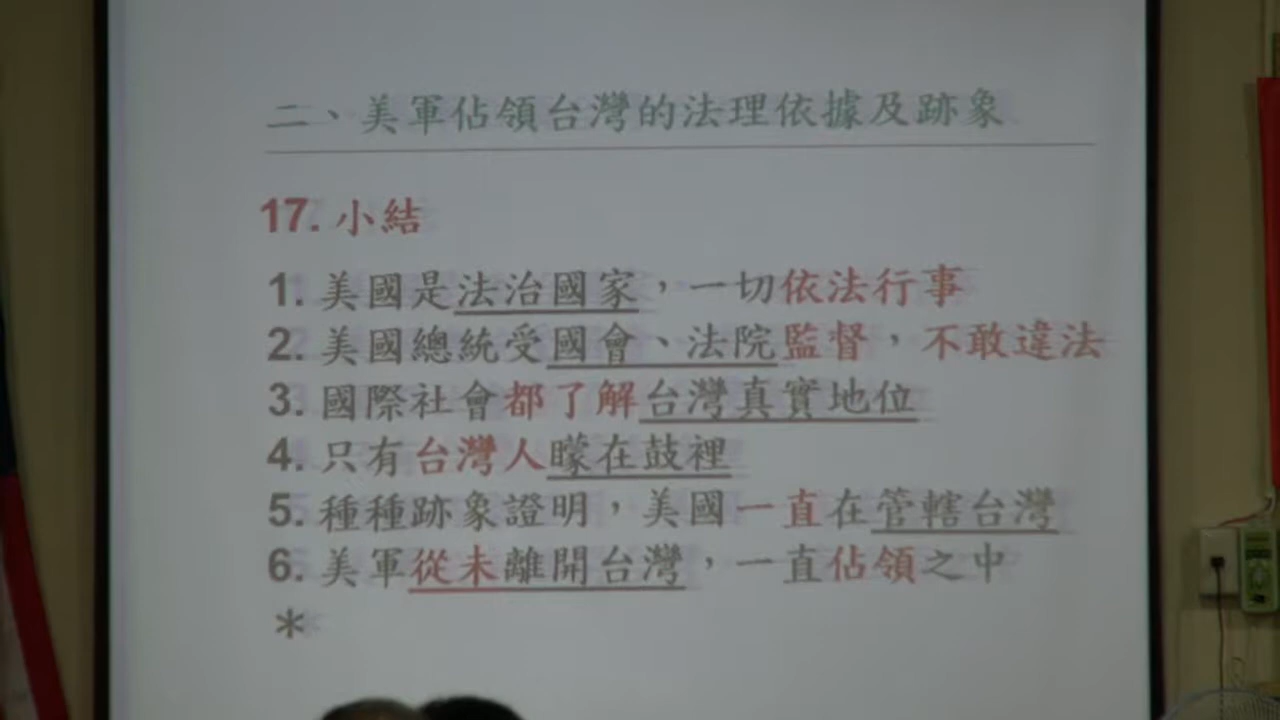 二、美軍佔領台灣的法理依據及跡象
17. 小結
1. 美國是法治國家，一切依法行事
2. 美國總統受國會、法院監督，不敢違法
3. 國際社會都了解台灣真實地位
4. 只有台灣人矇在鼓裡
5. 種種跡象證明，美國一直在管轄台灣
6. 美軍從未離開台灣，一直佔領之中
*